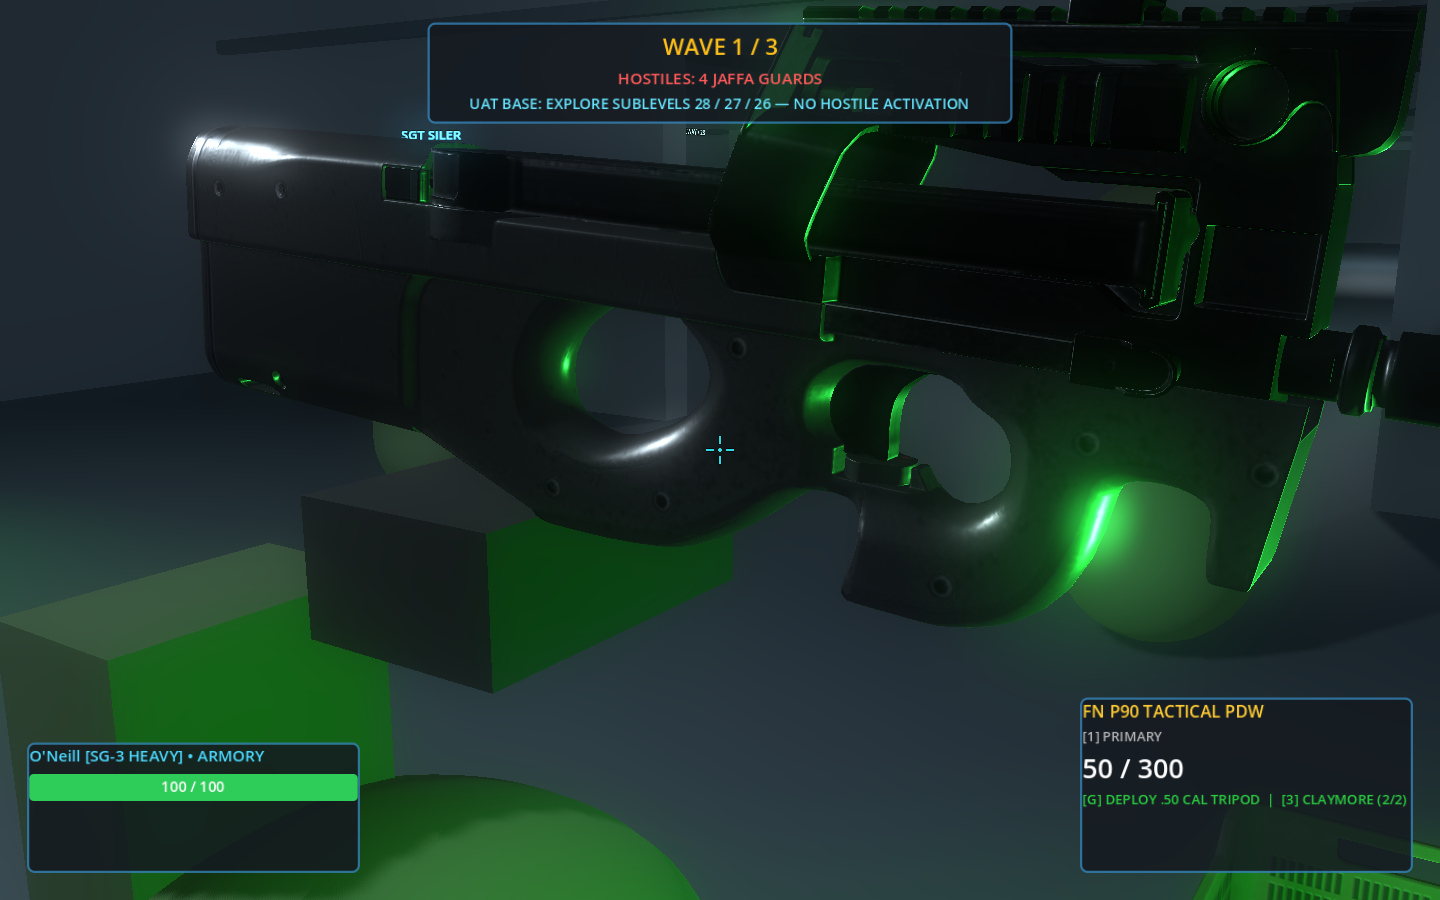 WAVE 1 / 3
HOSTILES: 4 JAFFA GUARDS
UAT BASE: EXPLORE SUBLEVELS 28 / 27 / 26 — NO HOSTILE ACTIVATION
SGT SILER
O'Neill [SG-3 HEAVY] • ARMORY
100 / 100
FN P90 TACTICAL PDW
[1] PRIMARY
50 / 300
[G] DEPLOY .50 CAL TRIPOD | [3] CLAYMORE (2/2)